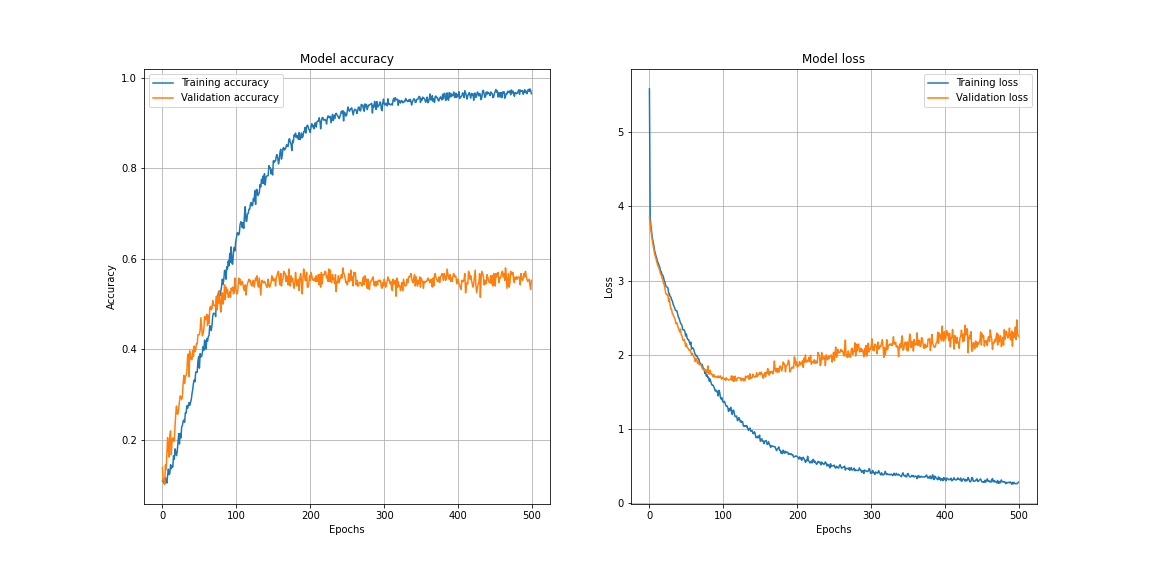 Model accuracy
Training accuracy
Validation accuracy
1.0
0.8
0.6
0.4
0.2
Accuracy
0 100 200 300 400 500
Epochs
Model loss
Training loss
Validation loss
5
4
3
2
1
0
Loss
0 100 200 300 400 500
Epochs